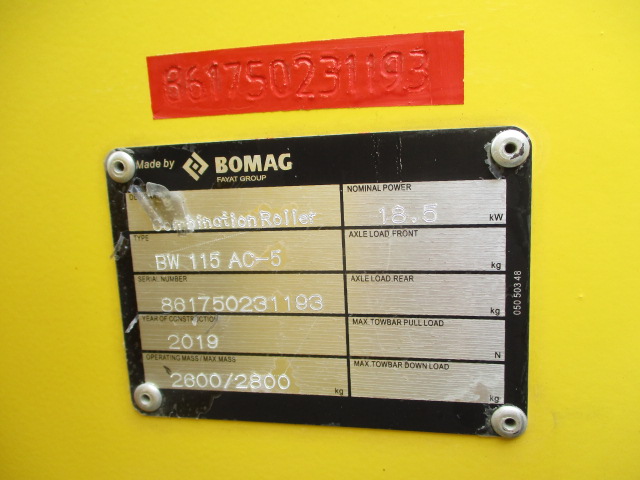 861750231193
Made by BOMAG
FAYAT GROUP
Combination Roller
NOMINAL POWER
18.5 kW
TYPE
BW 115 AC-5
AXLE LOAD FRONT
kg
SERIAL NUMBER
861750231193
AXLE LOAD REAR
kg
YEAR OF CONSTRUCTION
2019
MAX. TOWBAR PULL LOAD
N
OPERATING MASS / MAX. MASS
2600/2800 kg
MAX. TOWBAR DOWN LOAD
kg
050 503 46